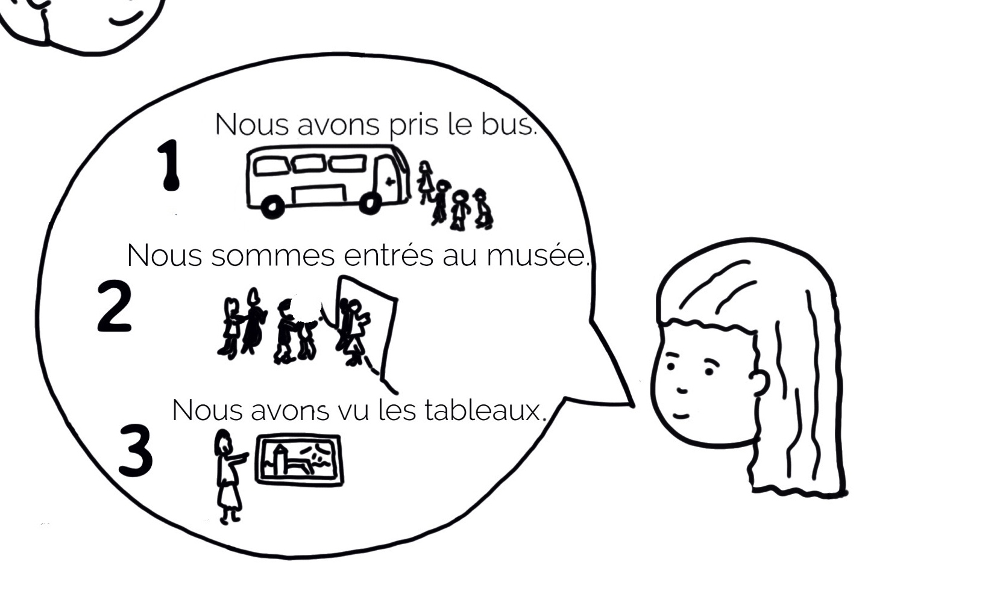 1
Nous avons pris le bus.
2
Nous sommes entrés au musée.
3
Nous avons vu les tableaux.